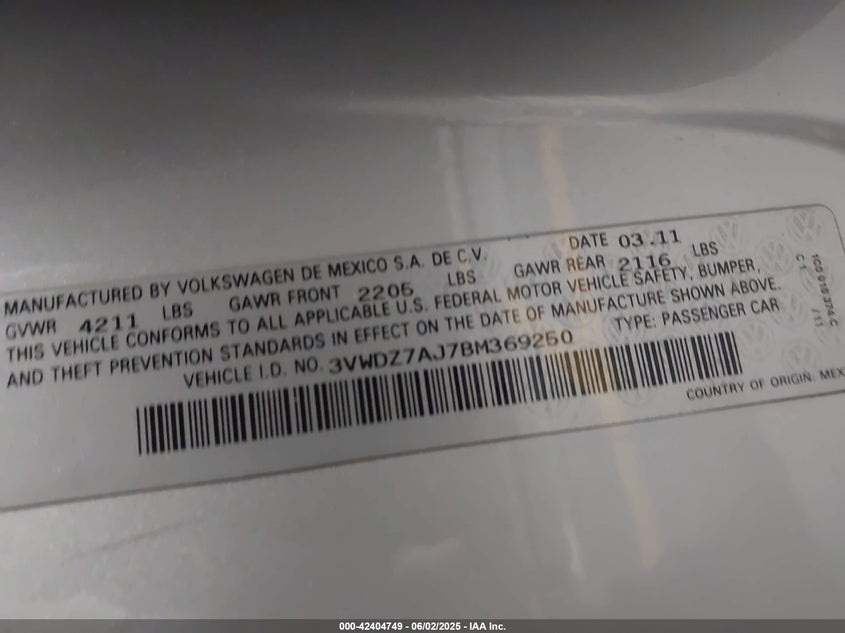 MANUFACTURED BY VOLKSWAGEN DE MEXICO S.A. DE C.V. DATE 03.11
GVWR 4211 LBS GAWR FRONT 2205 LBS GAWR REAR 2116 LBS
THIS VEHICLE CONFORMS TO ALL APPLICABLE U.S. FEDERAL MOTOR VEHICLE SAFETY, BUMPER,
AND THEFT PREVENTION STANDARDS IN EFFECT ON THE DATE OF MANUFACTURE SHOWN ABOVE.
VEHICLE I.D. NO. 3VWDZ7AJ7BM369250 TYPE: PASSENGER CAR
COUNTRY OF ORIGIN: MEX
000-42404749 - 06/02/2025 - IAA Inc.